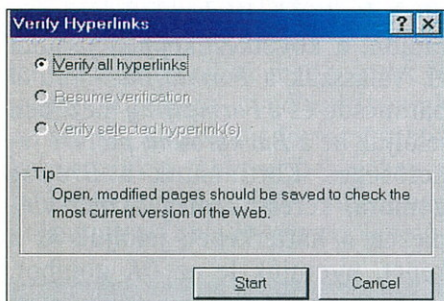 Verify Hyperlinks
Verify all hyperlinks
Resume verification
Verify selected hyperlink(s)
Tip
Open, modified pages should be saved to check the
most current version of the Web.
Start
Cancel